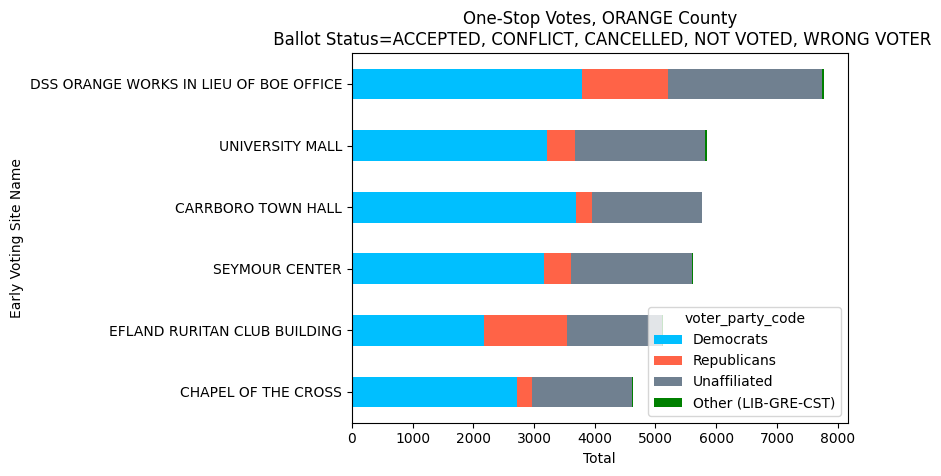 One-Stop Votes, ORANGE County
Ballot Status=ACCEPTED, CONFLICT, CANCELLED, NOT VOTED, WRONG VOTER
Early Voting Site Name
DSS ORANGE WORKS IN LIEU OF BOE OFFICE
UNIVERSITY MALL
CARRBORO TOWN HALL
SEYMOUR CENTER
EFLAND RURITAN CLUB BUILDING
CHAPEL OF THE CROSS
voter_party_code
Democrats
Republicans
Unaffiliated
Other (LIB-GRE-CST)
0 1000 2000 3000 4000 5000 6000 7000 8000
Total